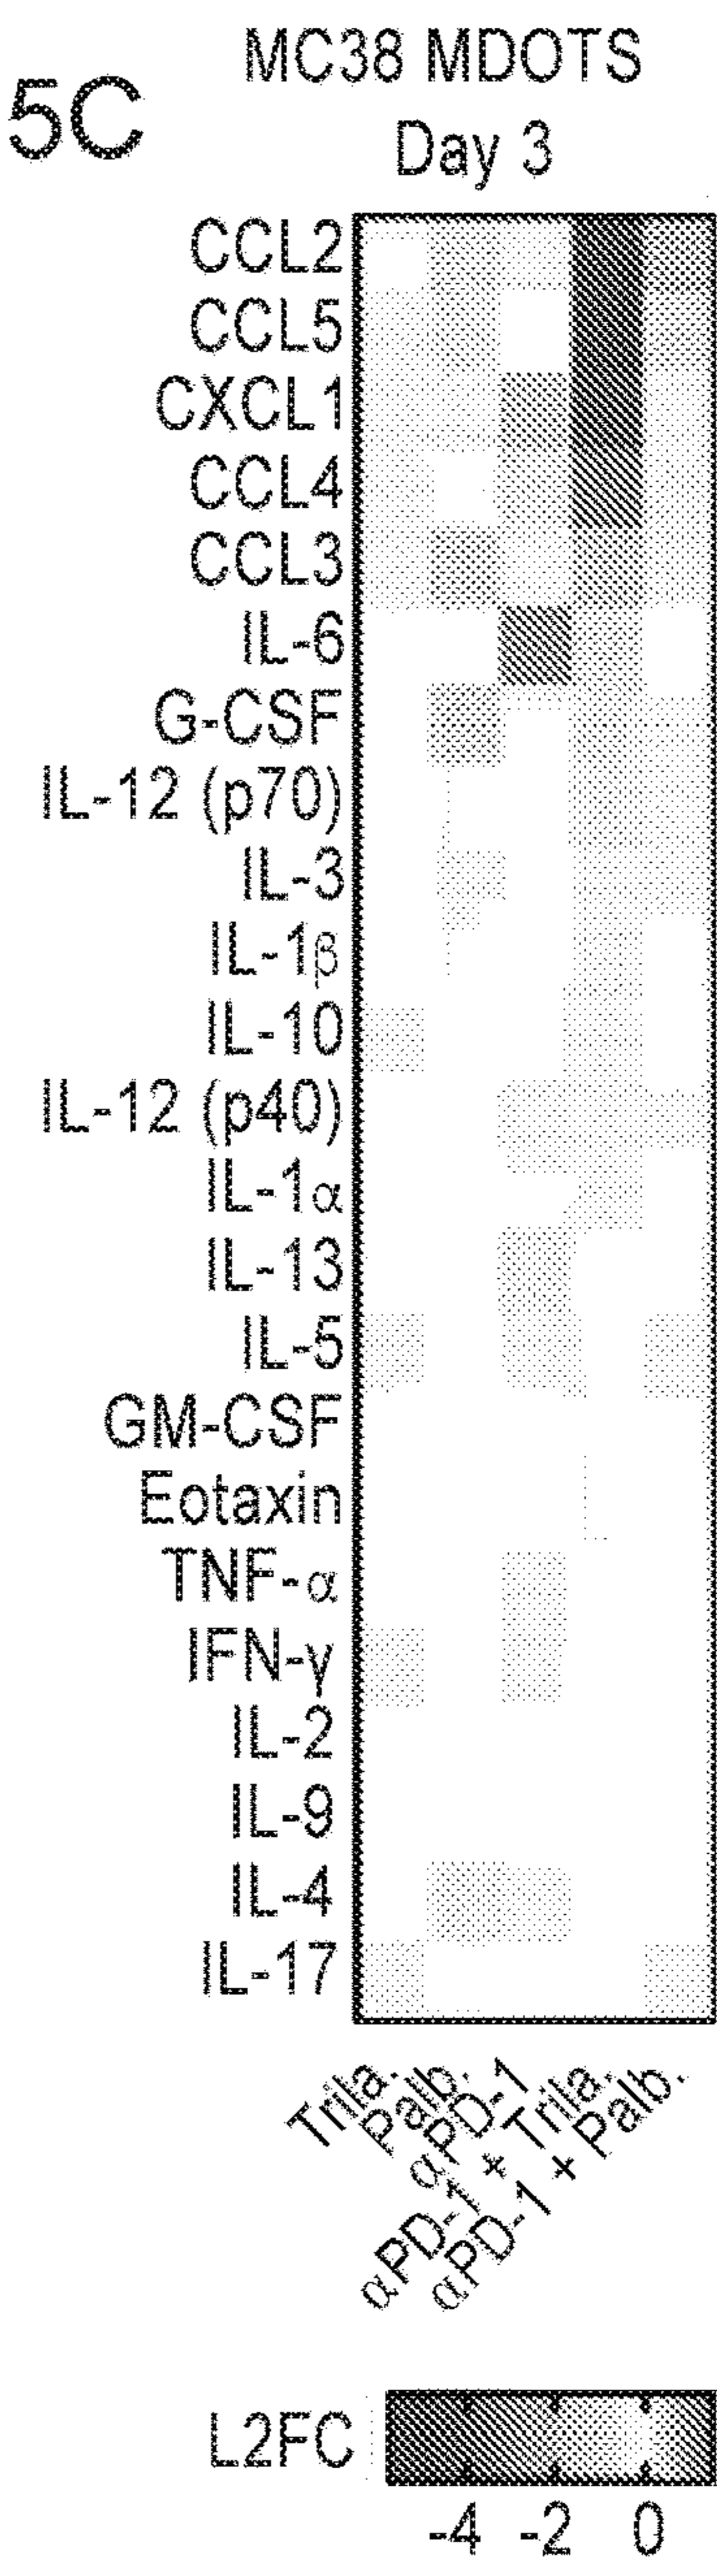 5C
MC38 MDOTS
Day 3
CCL2
CCL5
CXCL1
CCL4
CCL3
IL-6
G-CSF
IL-12 (p70)
IL-3
IL-1β
IL-10
IL-12 (p40)
IL-1α
IL-13
IL-5
GM-CSF
Eotaxin
TNF-α
IFN-γ
IL-2
IL-9
IL-4
IL-17
Trila.
Palb.
αPD-1
αPD-1 + Trila.
αPD-1 + Palb.
L2FC
-4 -2 0